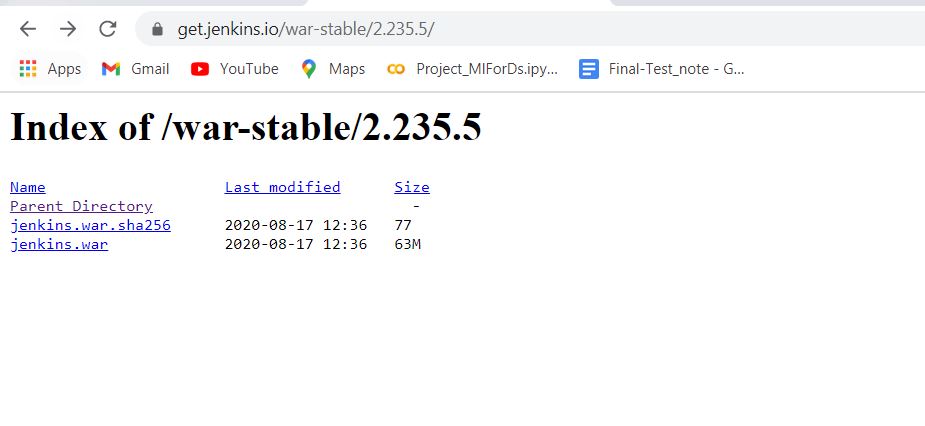 get.jenkins.io/war-stable/2.235.5/
Apps Gmail YouTube Maps Project_MlForDs.ipy... Final-Test_note - G...
Index of /war-stable/2.235.5
Name Last modified Size
Parent Directory -
jenkins.war.sha256 2020-08-17 12:36 77
jenkins.war 2020-08-17 12:36 63M